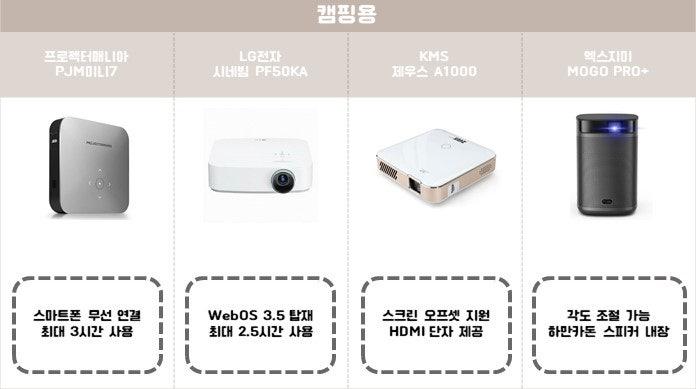 캠핑용
프로젝터매니아
PJM미니7
LG전자
시네빔 PF50KA
KMS
제우스 A1000
엑스지미
MOGO PRO+
스마트폰 무선 연결
최대 3시간 사용
WebOS 3.5 탑재
최대 2.5시간 사용
스크린 오프셋 지원
HDMI 단자 제공
각도 조절 가능
하만카돈 스피커 내장